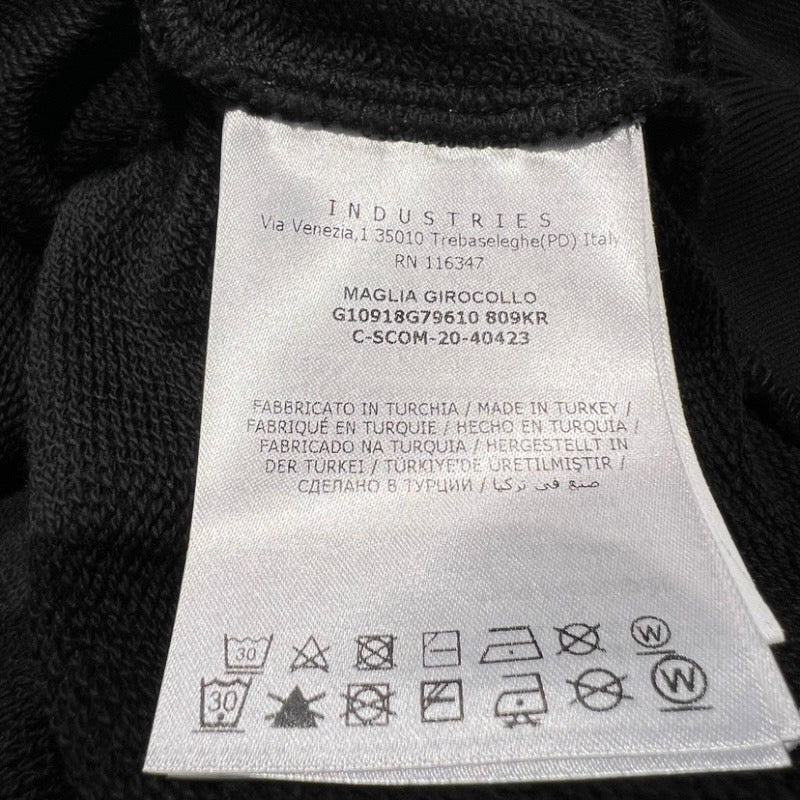 INDUSTRIES
Via Venezia,1 35010 Trebaseleghe(PD) Italy
RN 116347
MAGLIA GIROCOLLO
G10918G79610 809KR
C-SCOM-20-40423
FABBRICATO IN TURCHIA / MADE IN TURKEY /
FABRIQUÉ EN TURQUIE / HECHO EN TURQUIA /
FABRICADO NA TURQUIA / HERGESTELLT IN
DER TÜRKEI / TÜRKIYE'DE ÜRETILMIŞTIR /
СДЕЛАНО В ТУРЦИИ / صنع في تركيا
30 W
30 W